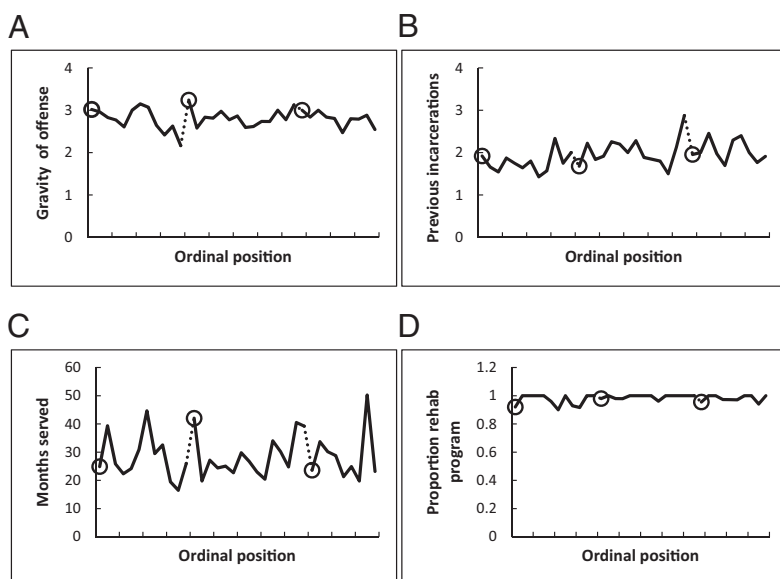 A
Gravity of offense
4
3
2
1
0
Ordinal position
B
Previous incarcerations
4
3
2
1
0
Ordinal position
C
Months served
60
50
40
30
20
10
0
Ordinal position
D
Proportion rehab
program
1.2
1
0.8
0.6
0.4
0.2
0
Ordinal position